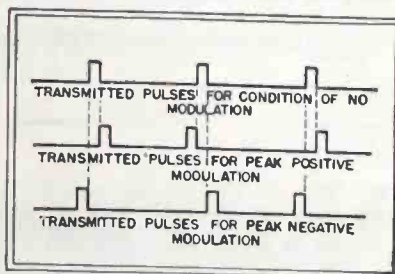 TRANSMITTED PULSES FOR CONDITION OF NO
MODULATION
TRANSMITTED PULSES FOR PEAK POSITIVE
MODULATION
TRANSMITTED PULSES FOR PEAK NEGATIVE
MODULATION